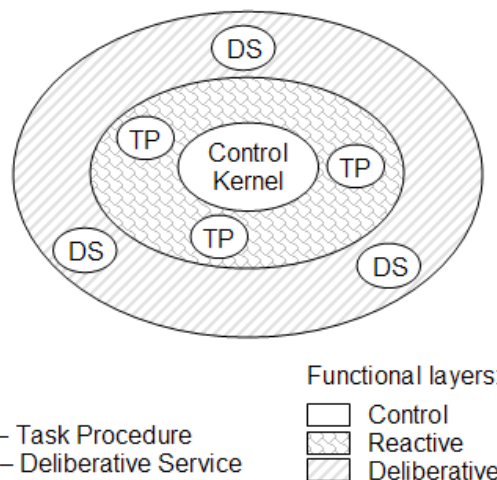 DS
TP
Control
Kernel
TP
TP
DS
DS
Functional layers:
Control
– Task Procedure
Reactive
– Deliberative Service
Deliberative